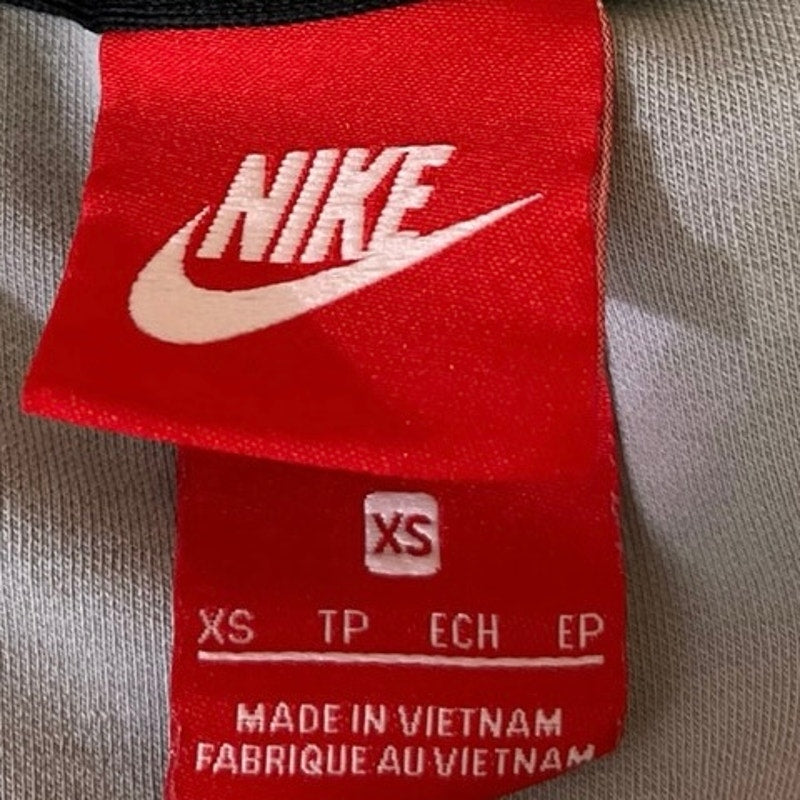 NIKE
XS
XS TP ECH EP
MADE IN VIETNAM
FABRIQUE AU VIETNAM